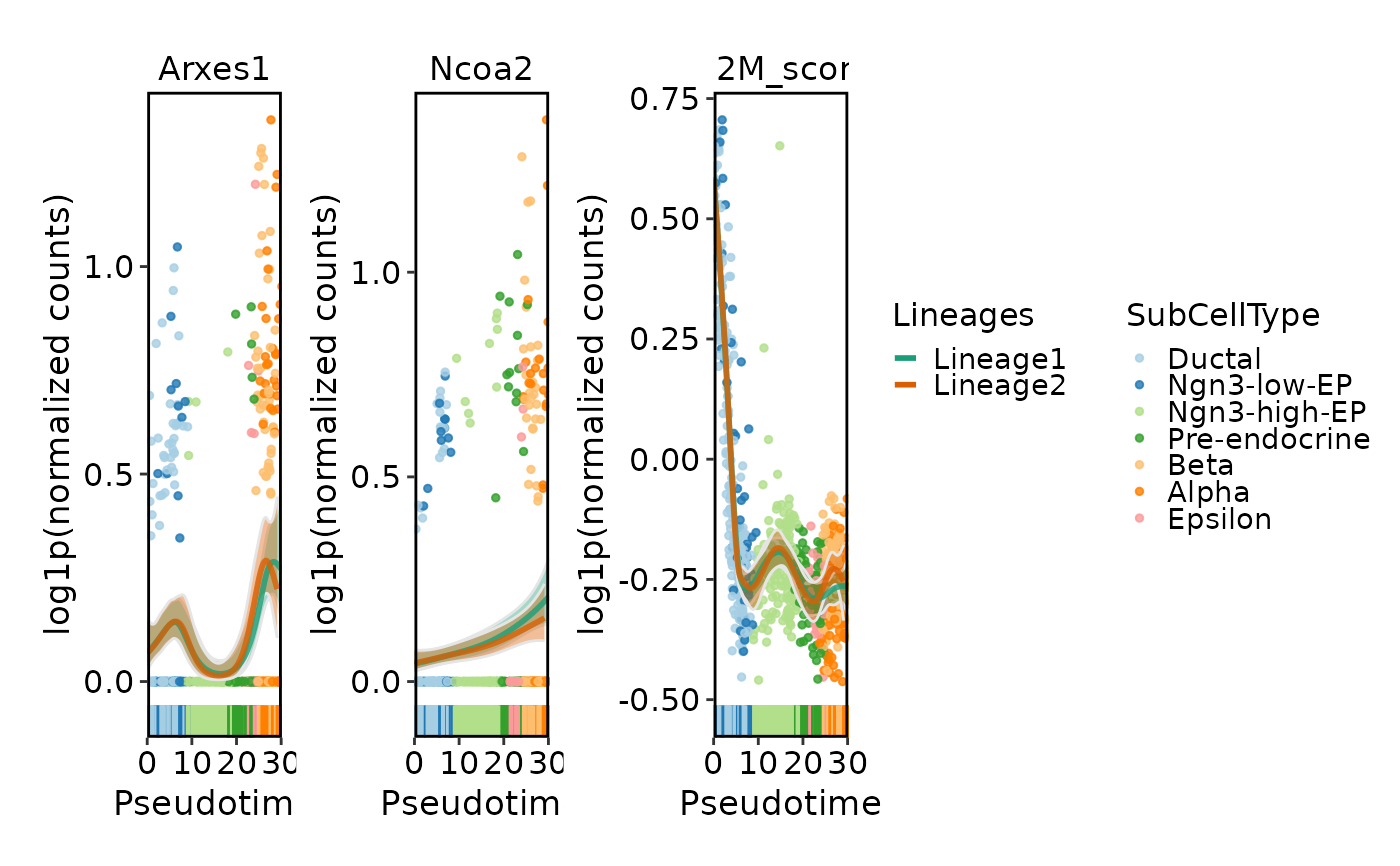 Arxes1
Ncoa2
2M_scor
log1p(normalized counts)
1.0
0.5
0.0
0 10 20 30
Pseudotim
log1p(normalized counts)
1.0
0.5
0.0
0 10 20 30
Pseudotim
log1p(normalized counts)
0.75
0.50
0.25
0.00
-0.25
-0.50
0 10 20 30
Pseudotime
Lineages
Lineage1
Lineage2
SubCellType
Ductal
Ngn3-low-EP
Ngn3-high-EP
Pre-endocrine
Beta
Alpha
Epsilon